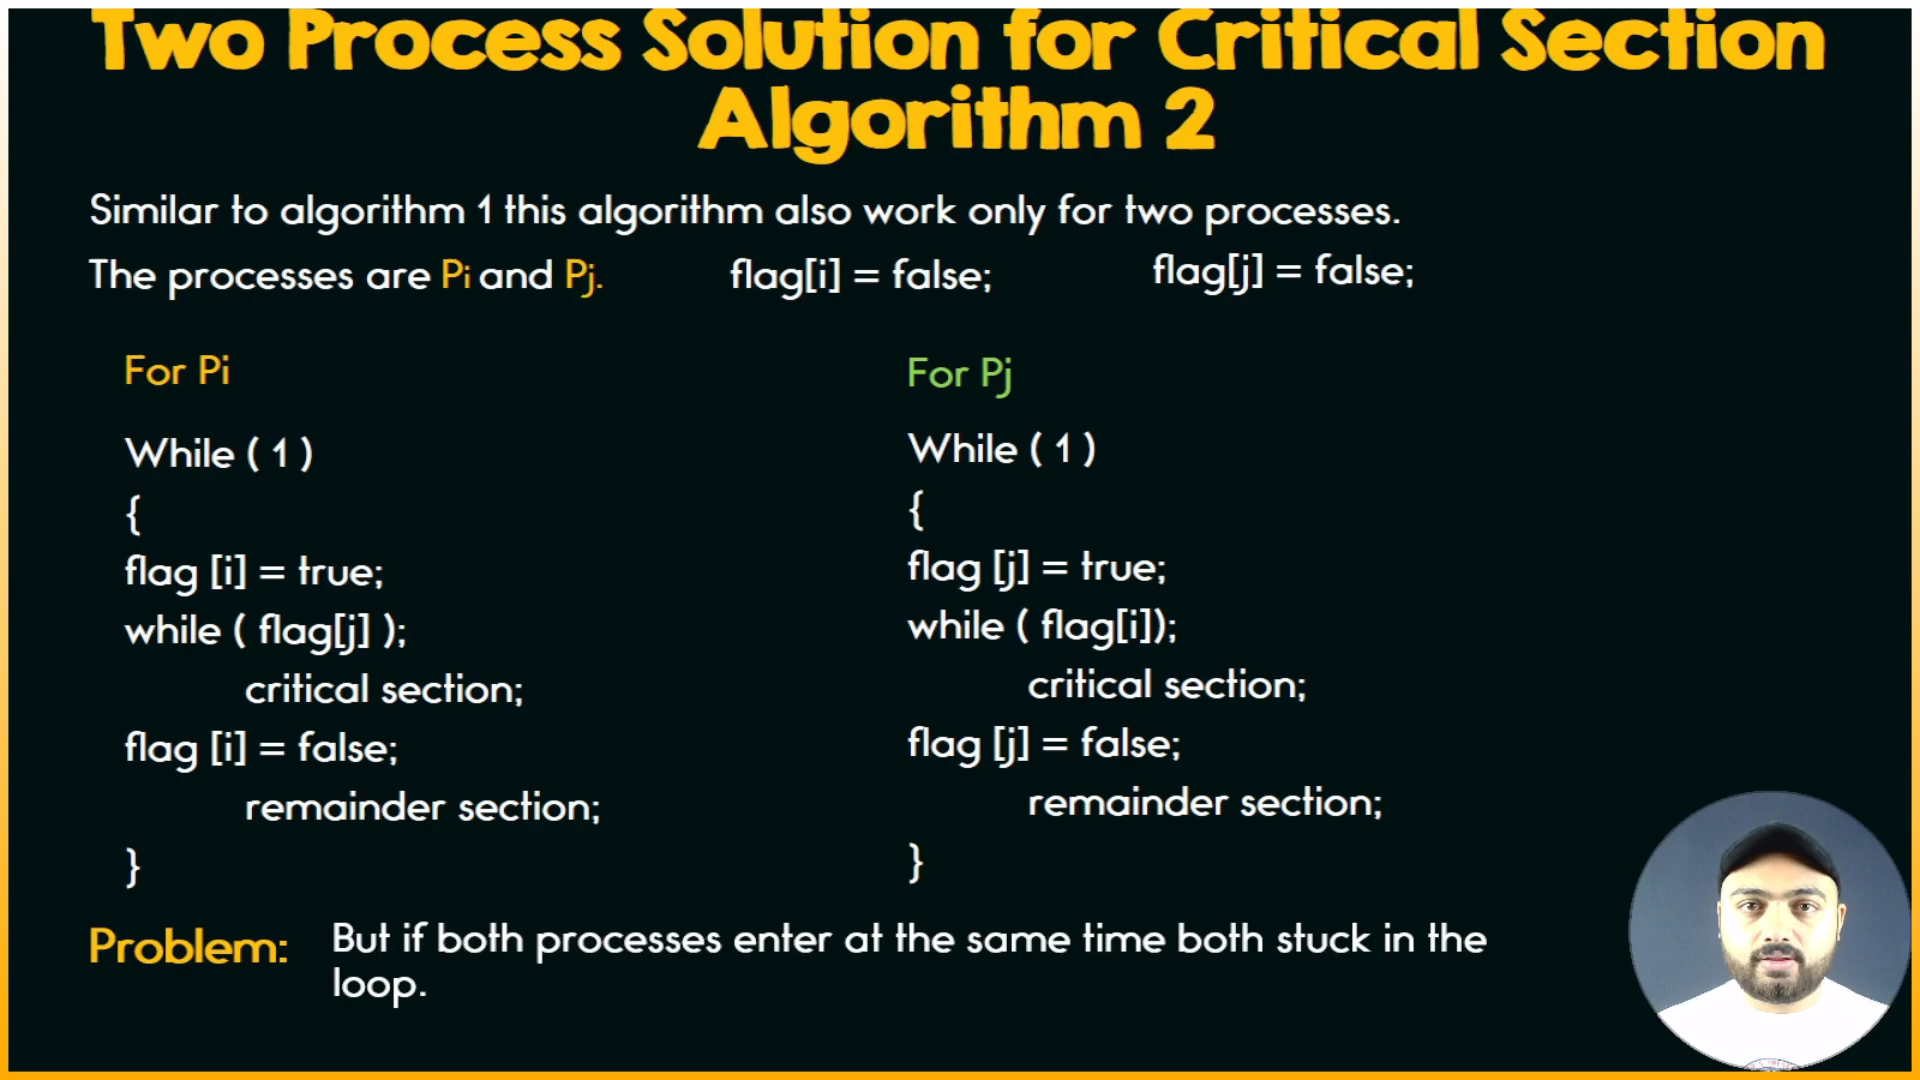 Two Process Solution for Critical Section
Algorithm 2
Similar to algorithm 1 this algorithm also work only for two processes.
The processes are Pi and Pj. flag[i] = false; flag[j] = false;
For Pi
While ( 1 )
{
flag [i] = true;
while ( flag[j] );
critical section;
flag [i] = false;
remainder section;
}
For Pj
While ( 1 )
{
flag [j] = true;
while ( flag[i]);
critical section;
flag [j] = false;
remainder section;
}
Problem: But if both processes enter at the same time both stuck in the
loop.